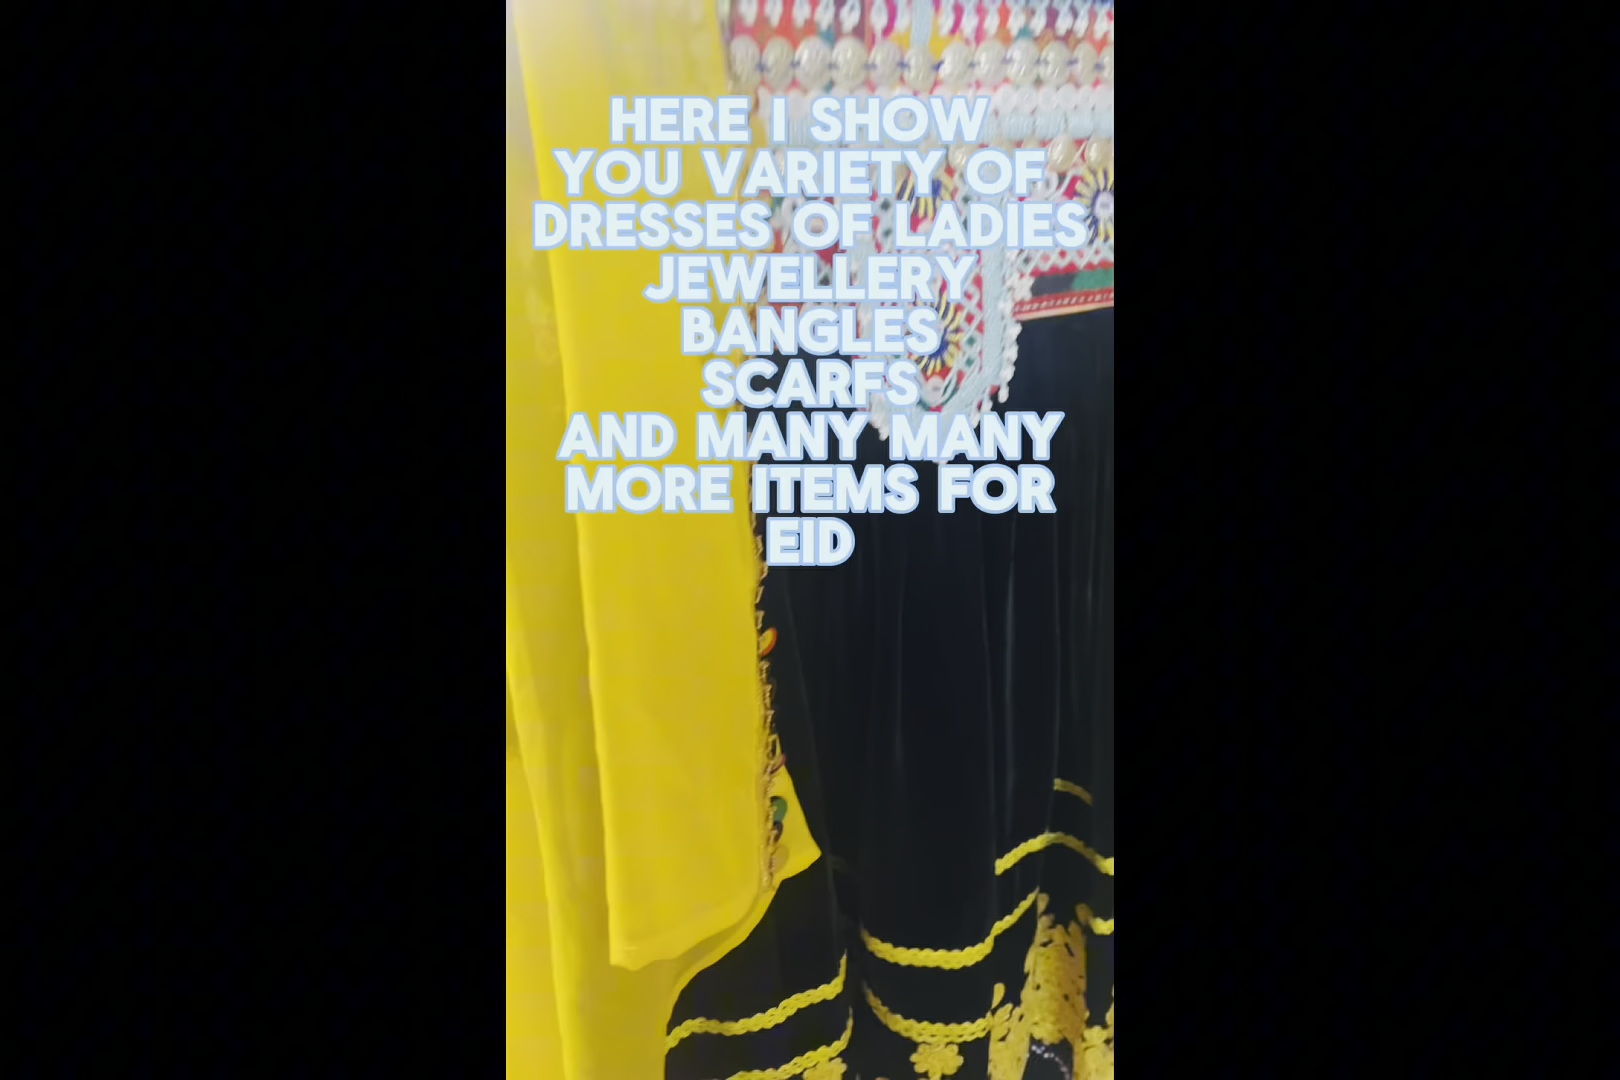 HERE I SHOW
YOU VARIETY OF
DRESSES OF LADIES
JEWELLERY
BANGLES
SCARFS
AND MANY MANY
MORE ITEMS FOR
EID